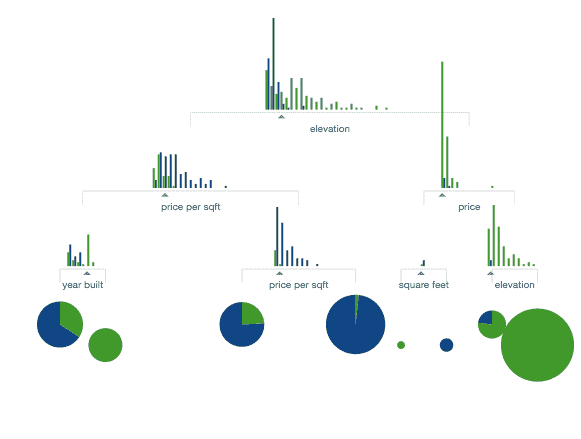 elevation
price per sqft
price
year built
price per sqft
square feet
elevation